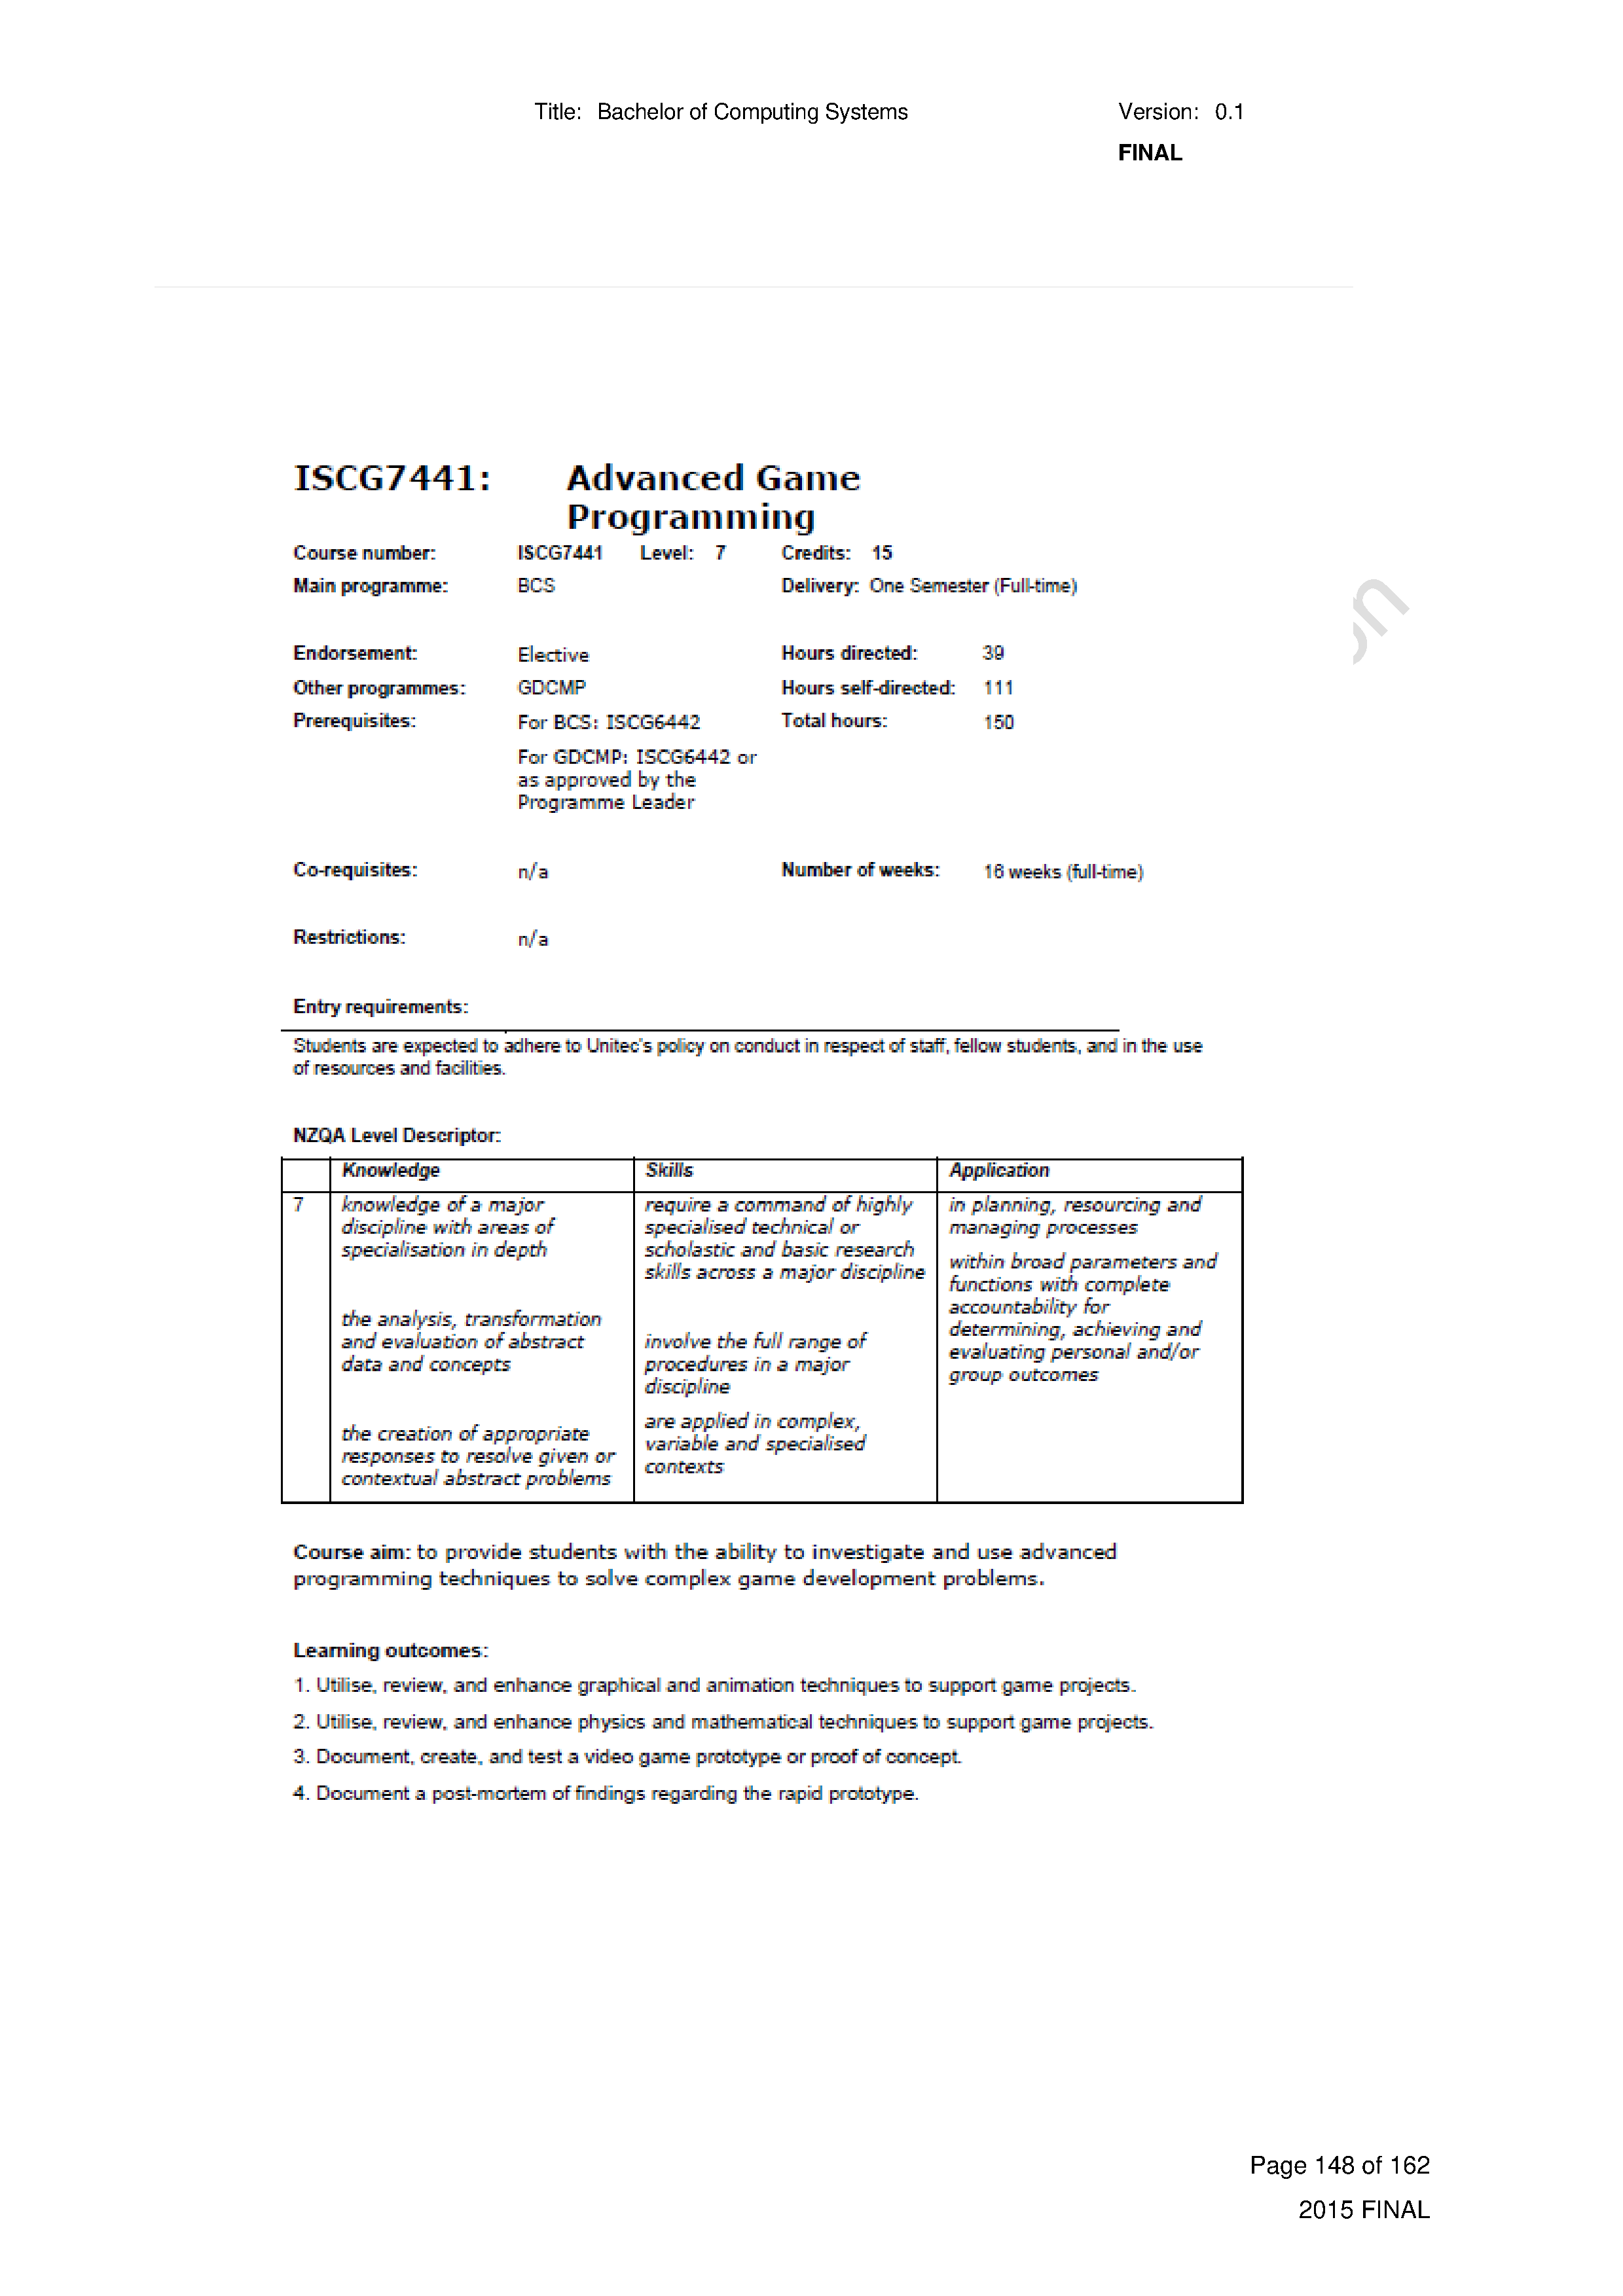 Title: Bachelor of Computing Systems Version: 0.1
FINAL
ISCG7441: Advanced Game
Programming
Course number: ISCG7441 Level: 7 Credits: 15
Main programme: BCS Delivery: One Semester (Full-time)
Endorsement: Elective Hours directed: 39
Other programmes: GDCMP Hours self-directed: 111
Prerequisites: For BCS: ISCG6442 Total hours: 150
For GDCMP: ISCG6442 or
as approved by the
Programme Leader
Co-requisites: n/a Number of weeks: 16 weeks (full-time)
Restrictions: n/a
Entry requirements:
Students are expected to adhere to Unitec's policy on conduct in respect of staff, fellow students, and in the use
of resources and facilities.
NZQA Level Descriptor:
Knowledge Skills Application
7
knowledge of a major
discipline with areas of
specialisation in depth
the analysis, transformation
and evaluation of abstract
data and concepts
the creation of appropriate
responses to resolve given or
contextual abstract problems
require a command of highly
specialised technical or
scholastic and basic research
skills across a major discipline
involve the full range of
procedures in a major
discipline
are applied in complex,
variable and specialised
contexts
in planning, resourcing and
managing processes
within broad parameters and
functions with complete
accountability for
determining, achieving and
evaluating personal and/or
group outcomes
Course aim: to provide students with the ability to investigate and use advanced
programming techniques to solve complex game development problems.
Learning outcomes:
1. Utilise, review, and enhance graphical and animation techniques to support game projects.
2. Utilise, review, and enhance physics and mathematical techniques to support game projects.
3. Document, create, and test a video game prototype or proof of concept.
4. Document a post-mortem of findings regarding the rapid prototype.
Page 148 of 162
2015 FINAL